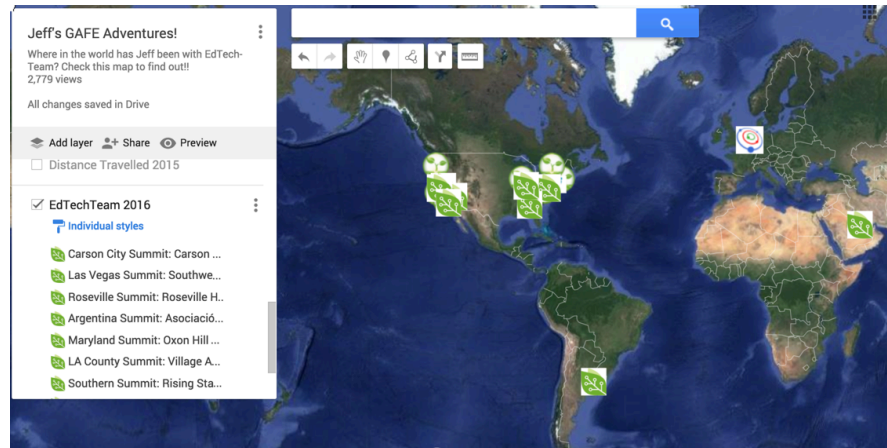 Jeff's GAFE Adventures!
Where in the world has Jeff been with EdTech-
Team? Check this map to find out!!
2,779 views
All changes saved in Drive
Add layer Share Preview
Distance Travelled 2015
EdTechTeam 2016
Individual styles
Carson City Summit: Carson ...
Las Vegas Summit: Southwe...
Roseville Summit: Roseville H..
Argentina Summit: Asociació...
Maryland Summit: Oxon Hill ...
LA County Summit: Village A...
Southern Summit: Rising Sta...